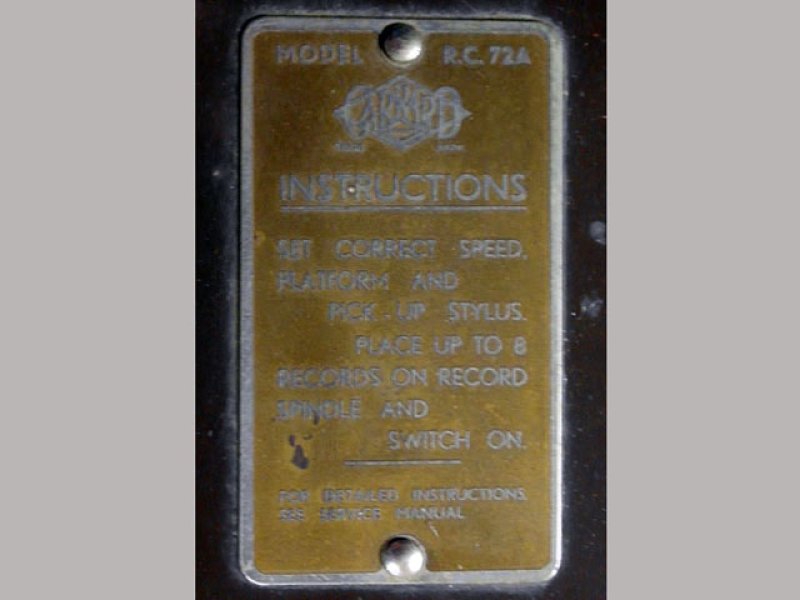 MODEL R.C. 72A
GARRARD
INSTRUCTIONS
SET CORRECT SPEED,
PLATFORM AND
PICK-UP STYLUS.
PLACE UP TO 8
RECORDS ON RECORD
SPINDLE AND
SWITCH ON.
FOR DETAILED INSTRUCTIONS,
SEE SERVICE MANUAL